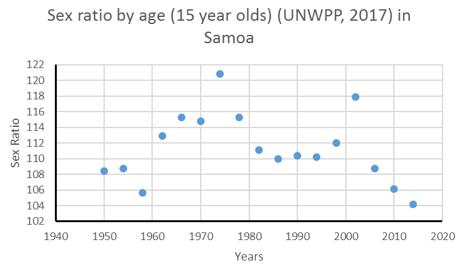 Sex ratio by age (15 year olds) (UNWPP, 2017) in
Samoa
122
120
118
116
114
112
110
108
106
104
102
Sex Ratio
1940 1950 1960 1970 1980 1990 2000 2010 2020
Years